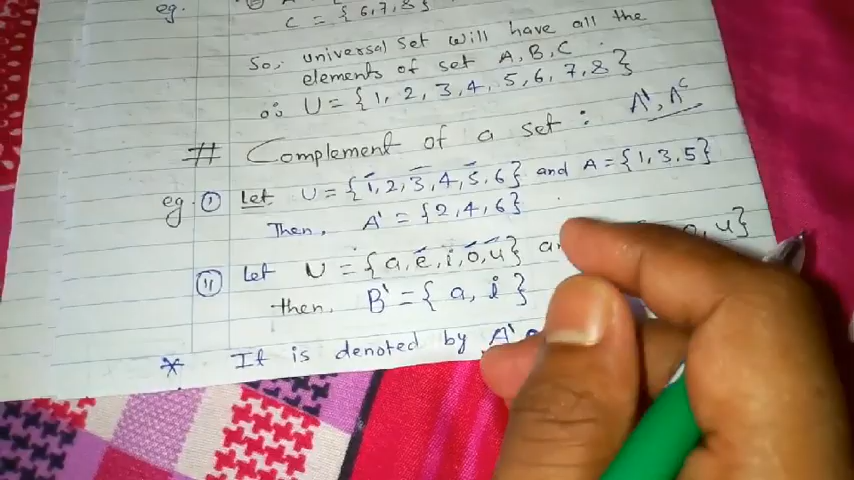 eg.
C = {6,7,8}
So, universal set will have all the
elements of set A, B, C.
∴ U = {1, 2, 3, 4, 5, 6, 7, 8}
# Complement of a set : A', Aᶜ
eg. (i) Let U = {1,2,3,4,5,6} and A = {1,3.5}
Then, A' = {2,4,6}
(ii) Let U = {a,e,i,o,u} o,u}
then, B' = {a, i}
* It is denoted by A'